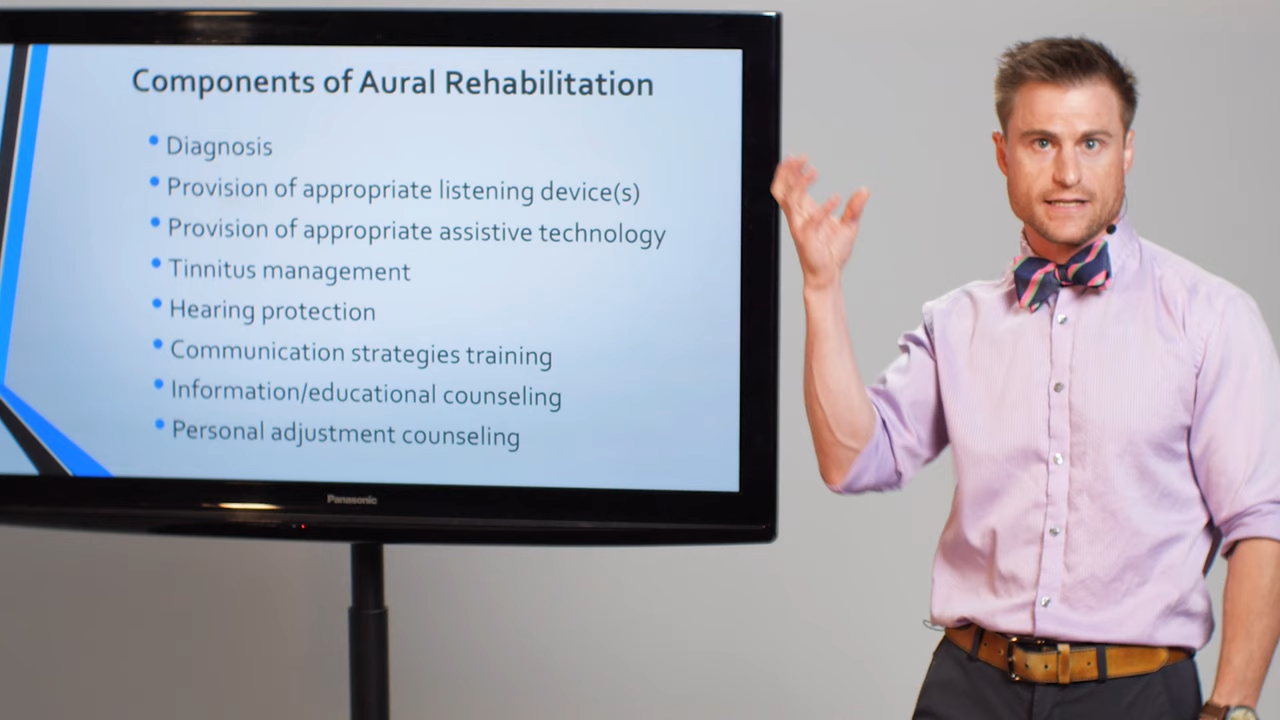 Components of Aural Rehabilitation
Diagnosis
Provision of appropriate listening device(s)
Provision of appropriate assistive technology
Tinnitus management
Hearing protection
Communication strategies training
Information/educational counseling
Personal adjustment counseling
Panasonic